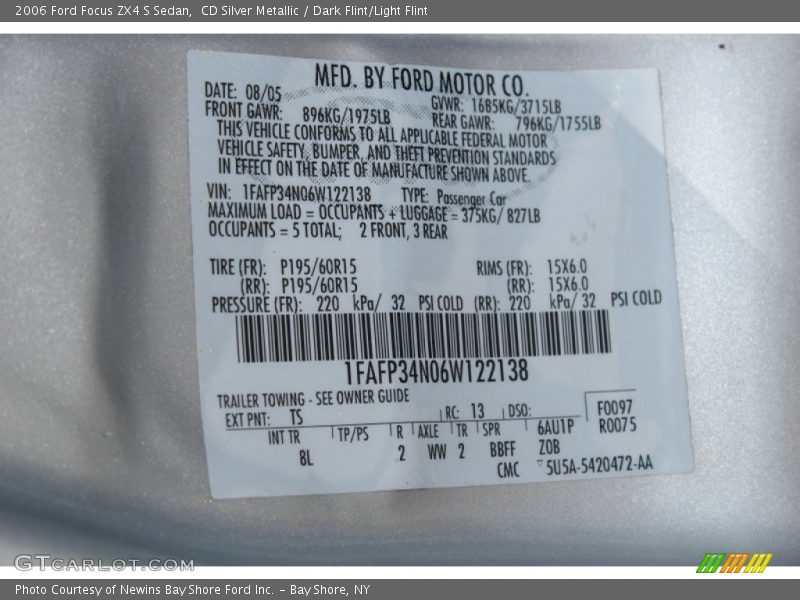 2006 Ford Focus ZX4 S Sedan,  CD Silver Metallic / Dark Flint/Light Flint
MFD. BY FORD MOTOR CO.
DATE: 08/05 GVWR: 1685KG/3715LB
FRONT GAWR: 896KG/1975LB REAR GAWR: 796KG/1755LB
THIS VEHICLE CONFORMS TO ALL APPLICABLE FEDERAL MOTOR
VEHICLE SAFETY, BUMPER, AND THEFT PREVENTION STANDARDS
IN EFFECT ON THE DATE OF MANUFACTURE SHOWN ABOVE.
VIN: 1FAFP34N06W122138 TYPE: Passenger Car
MAXIMUM LOAD = OCCUPANTS + LUGGAGE = 375KG/ 827LB
OCCUPANTS = 5 TOTAL; 2 FRONT, 3 REAR
TIRE (FR): P195/60R15 RIMS (FR): 15X6.0
(RR): P195/60R15 (RR): 15X6.0
PRESSURE (FR): 220 kPa/ 32 PSI COLD (RR): 220 kPa/ 32 PSI COLD
1FAFP34N06W122138
TRAILER TOWING - SEE OWNER GUIDE
EXT PNT: TS RC: 13 DSO: F0097
INT TR TP/PS R AXLE TR SPR 6AU1P R0075
8L 2 WW 2 BBFF ZOB
CMC 5U5A-5420472-AA
GTCARLOT.COM
Photo Courtesy of Newins Bay Shore Ford Inc. - Bay Shore, NY